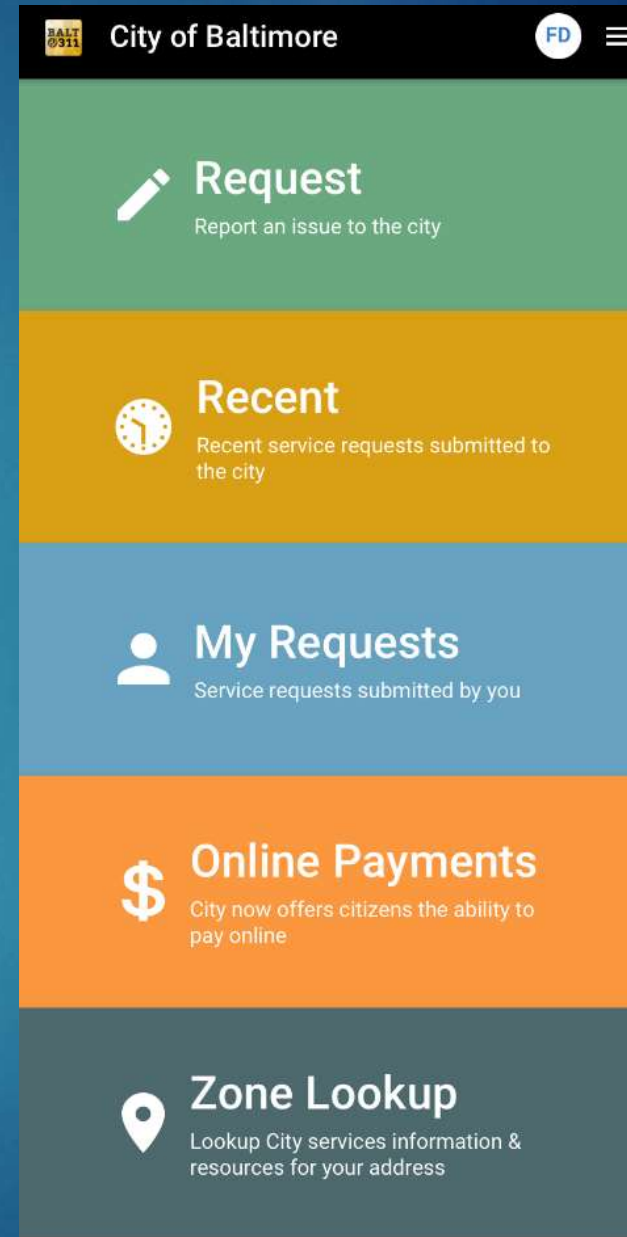 BALT
@311
City of Baltimore
FD
Request
Report an issue to the city
Recent
Recent service requests submitted to
the city
My Requests
Service requests submitted by you
Online Payments
City now offers citizens the ability to
pay online
Zone Lookup
Lookup City services information &
resources for your address